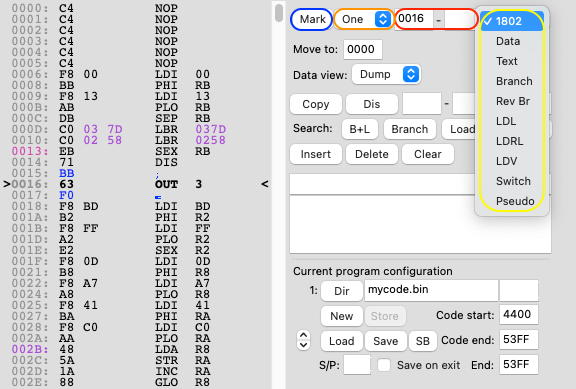 0000: C4 NOP
0001: C4 NOP
0002: C4 NOP
0003: C4 NOP
0004: C4 NOP
0005: C4 NOP
0006: F8 00 LDI 00
0008: BB PHI RB
0009: F8 13 LDI 13
000B: AB PLO RB
000C: DB SEP RB
000D: C0 03 7D LBR 037D
0010: C0 02 58 LBR 0258
0013: EB SEX RB
0014: 71 DIS
0015: BB ;
>0016: 63 OUT 3 <
0017: F0
0018: F8 BD LDI BD
001A: B2 PHI R2
001B: F8 FF LDI FF
001D: A2 PLO R2
001E: E2 SEX R2
001F: F8 0D LDI 0D
0021: B8 PHI R8
0022: F8 A7 LDI A7
0024: A8 PLO R8
0025: F8 41 LDI 41
0027: BA PHI RA
0028: F8 C0 LDI C0
002A: AA PLO RA
002B: 48 LDA R8
002C: 5A STR RA
002D: 1A INC RA
002C: 88 GLO R8
Mark One 0016 -
✓ 1802
Data
Text
Branch
Rev Br
LDL
LDRL
LDV
Switch
Pseudo
Move to: 0000
Data view: Dump
Copy Dis -
Search: B+L Branch Load
Insert Delete Clear
Current program configuration
1: Dir mycode.bin
New Store Code start: 4400
Load Save SB Code end: 53FF
S/P: Save on exit End: 53FF